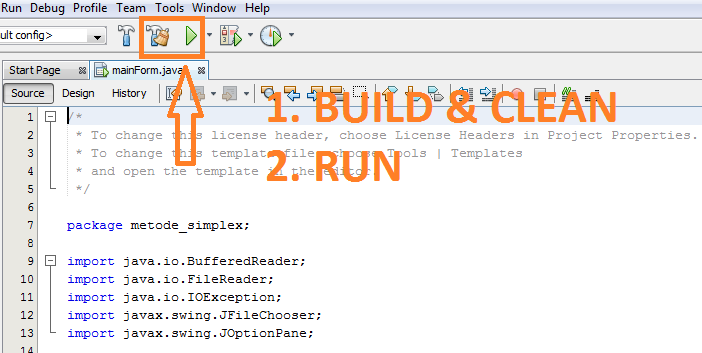 Run Debug Profile Team Tools Window Help
ult config>
Start Page mainForm.java
Source Design History
1. BUILD & CLEAN
2. RUN
1 /*
2 * To change this license header, choose License Headers in Project Properties.
3 * To change this template file, choose Tools | Templates
4 * and open the template in the editor.
5 */
6
7 package metode_simplex;
8
9 import java.io.BufferedReader;
10 import java.io.FileReader;
11 import java.io.IOException;
12 import javax.swing.JFileChooser;
13 import javax.swing.JOptionPane;
14